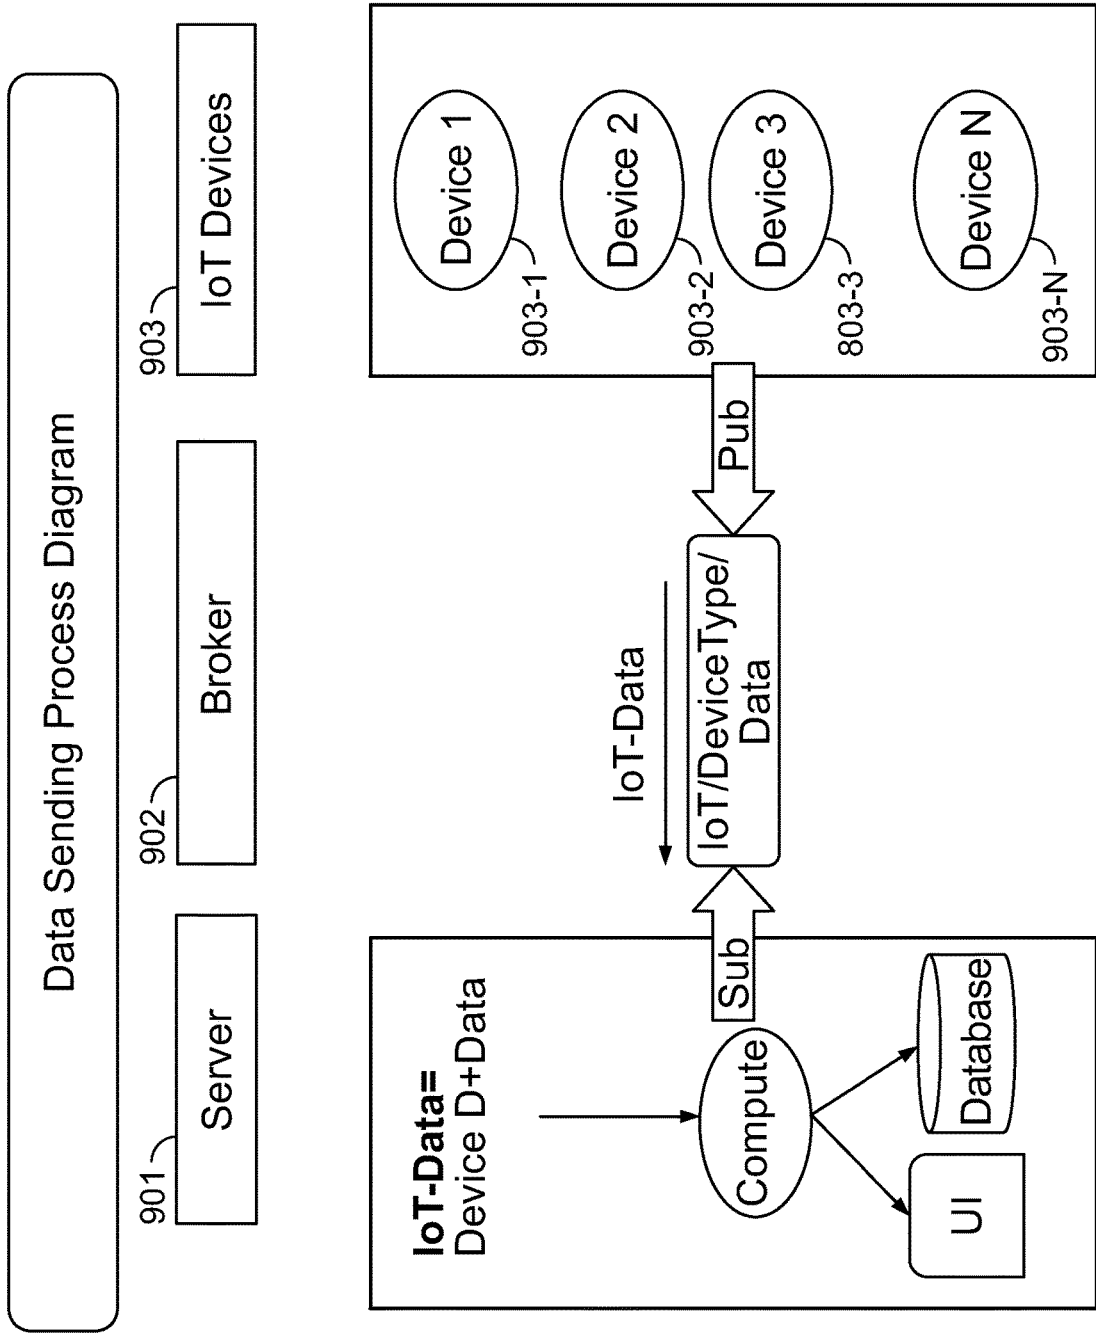 Data Sending Process Diagram
901
Server
902
Broker
903
IoT Devices
IoT-Data=
Device D+Data
Compute
UI
Database
Sub
IoT-Data
IoT/DeviceType/
Data
Pub
Device 1
903-1
Device 2
903-2
Device 3
803-3
Device N
903-N